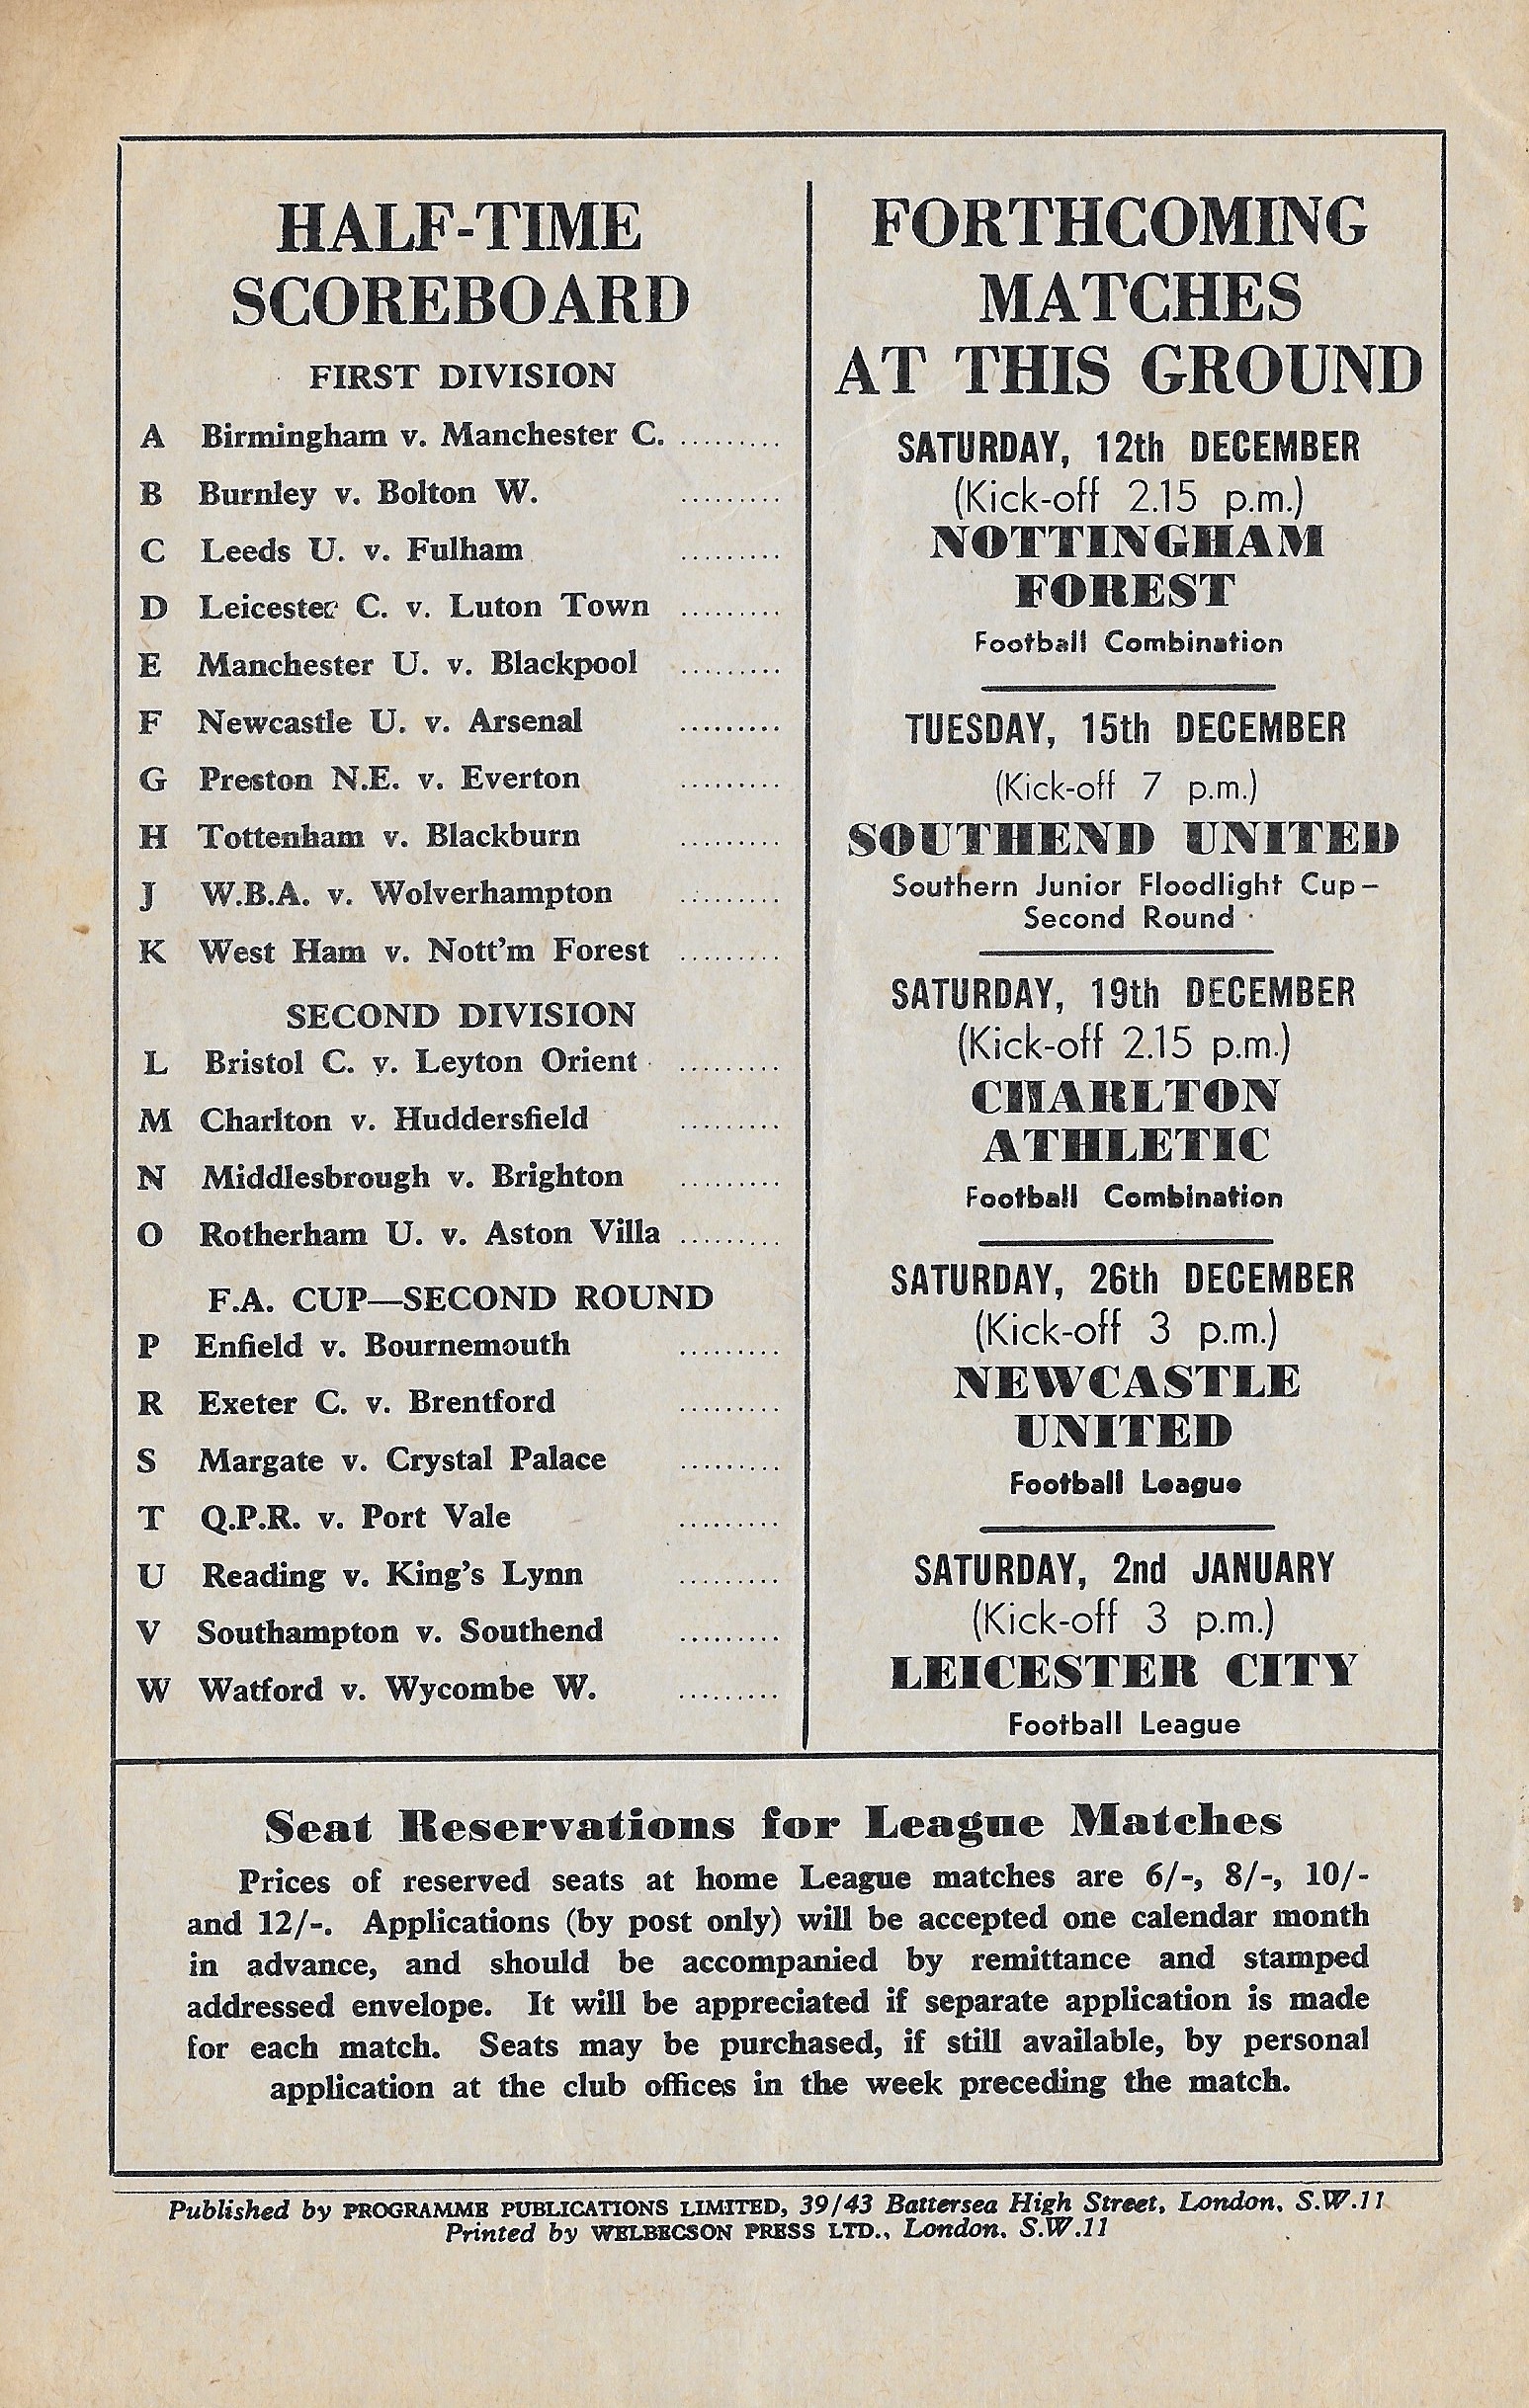 HALF-TIME
SCOREBOARD
FIRST DIVISION
A Birmingham v. Manchester C. .........
B Burnley v. Bolton W. .........
C Leeds U. v. Fulham .........
D Leicester C. v. Luton Town .........
E Manchester U. v. Blackpool .........
F Newcastle U. v. Arsenal .........
G Preston N.E. v. Everton .........
H Tottenham v. Blackburn .........
J W.B.A. v. Wolverhampton .........
K West Ham v. Nott'm Forest .........
SECOND DIVISION
L Bristol C. v. Leyton Orient .........
M Charlton v. Huddersfield .........
N Middlesbrough v. Brighton .........
O Rotherham U. v. Aston Villa .........
F.A. CUP—SECOND ROUND
P Enfield v. Bournemouth .........
R Exeter C. v. Brentford .........
S Margate v. Crystal Palace .........
T Q.P.R. v. Port Vale .........
U Reading v. King's Lynn .........
V Southampton v. Southend .........
W Watford v. Wycombe W. .........
FORTHCOMING
MATCHES
AT THIS GROUND
SATURDAY, 12th DECEMBER
(Kick-off 2.15 p.m.)
NOTTINGHAM
FOREST
Football Combination
TUESDAY, 15th DECEMBER
(Kick-off 7 p.m.)
SOUTHEND UNITED
Southern Junior Floodlight Cup–
Second Round
SATURDAY, 19th DECEMBER
(Kick-off 2.15 p.m.)
CHARLTON
ATHLETIC
Football Combination
SATURDAY, 26th DECEMBER
(Kick-off 3 p.m.)
NEWCASTLE
UNITED
Football League
SATURDAY, 2nd JANUARY
(Kick-off 3 p.m.)
LEICESTER CITY
Football League
Seat Reservations for League Matches
Prices of reserved seats at home League matches are 6/-, 8/-, 10/-
and 12/-. Applications (by post only) will be accepted one calendar month
in advance, and should be accompanied by remittance and stamped
addressed envelope. It will be appreciated if separate application is made
for each match. Seats may be purchased, if still available, by personal
application at the club offices in the week preceding the match.
Published by PROGRAMME PUBLICATIONS LIMITED, 39/43 Battersea High Street, London, S.W.11
Printed by WELBECSON PRESS LTD., London, S.W.11